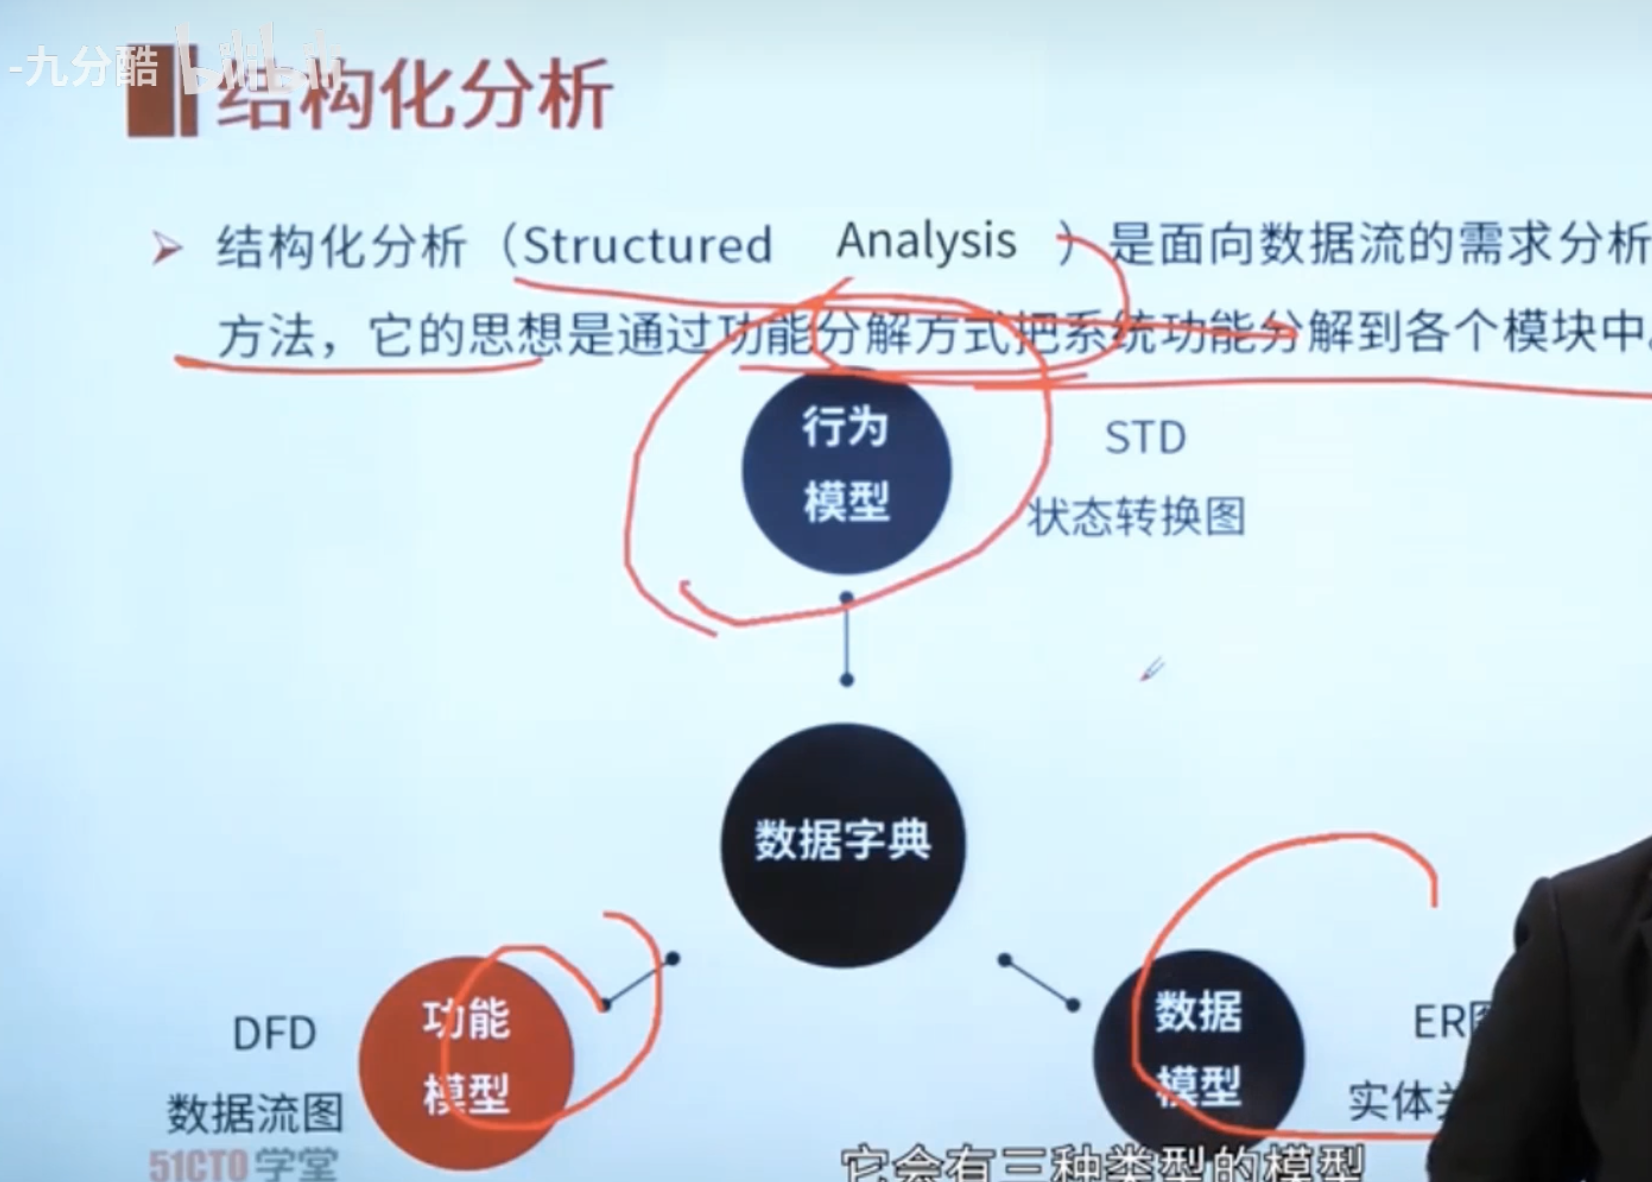 -九分酷 bilibili
结构化分析
结构化分析（Structured Analysis）是面向数据流的需求分析
方法，它的思想是通过功能分解方式把系统功能分解到各个模块中。
行为
模型
STD
状态转换图
数据字典
功能
模型
DFD
数据流图
数据
模型
ER图
实体关
51CTO学堂
它会有三种类型的模型